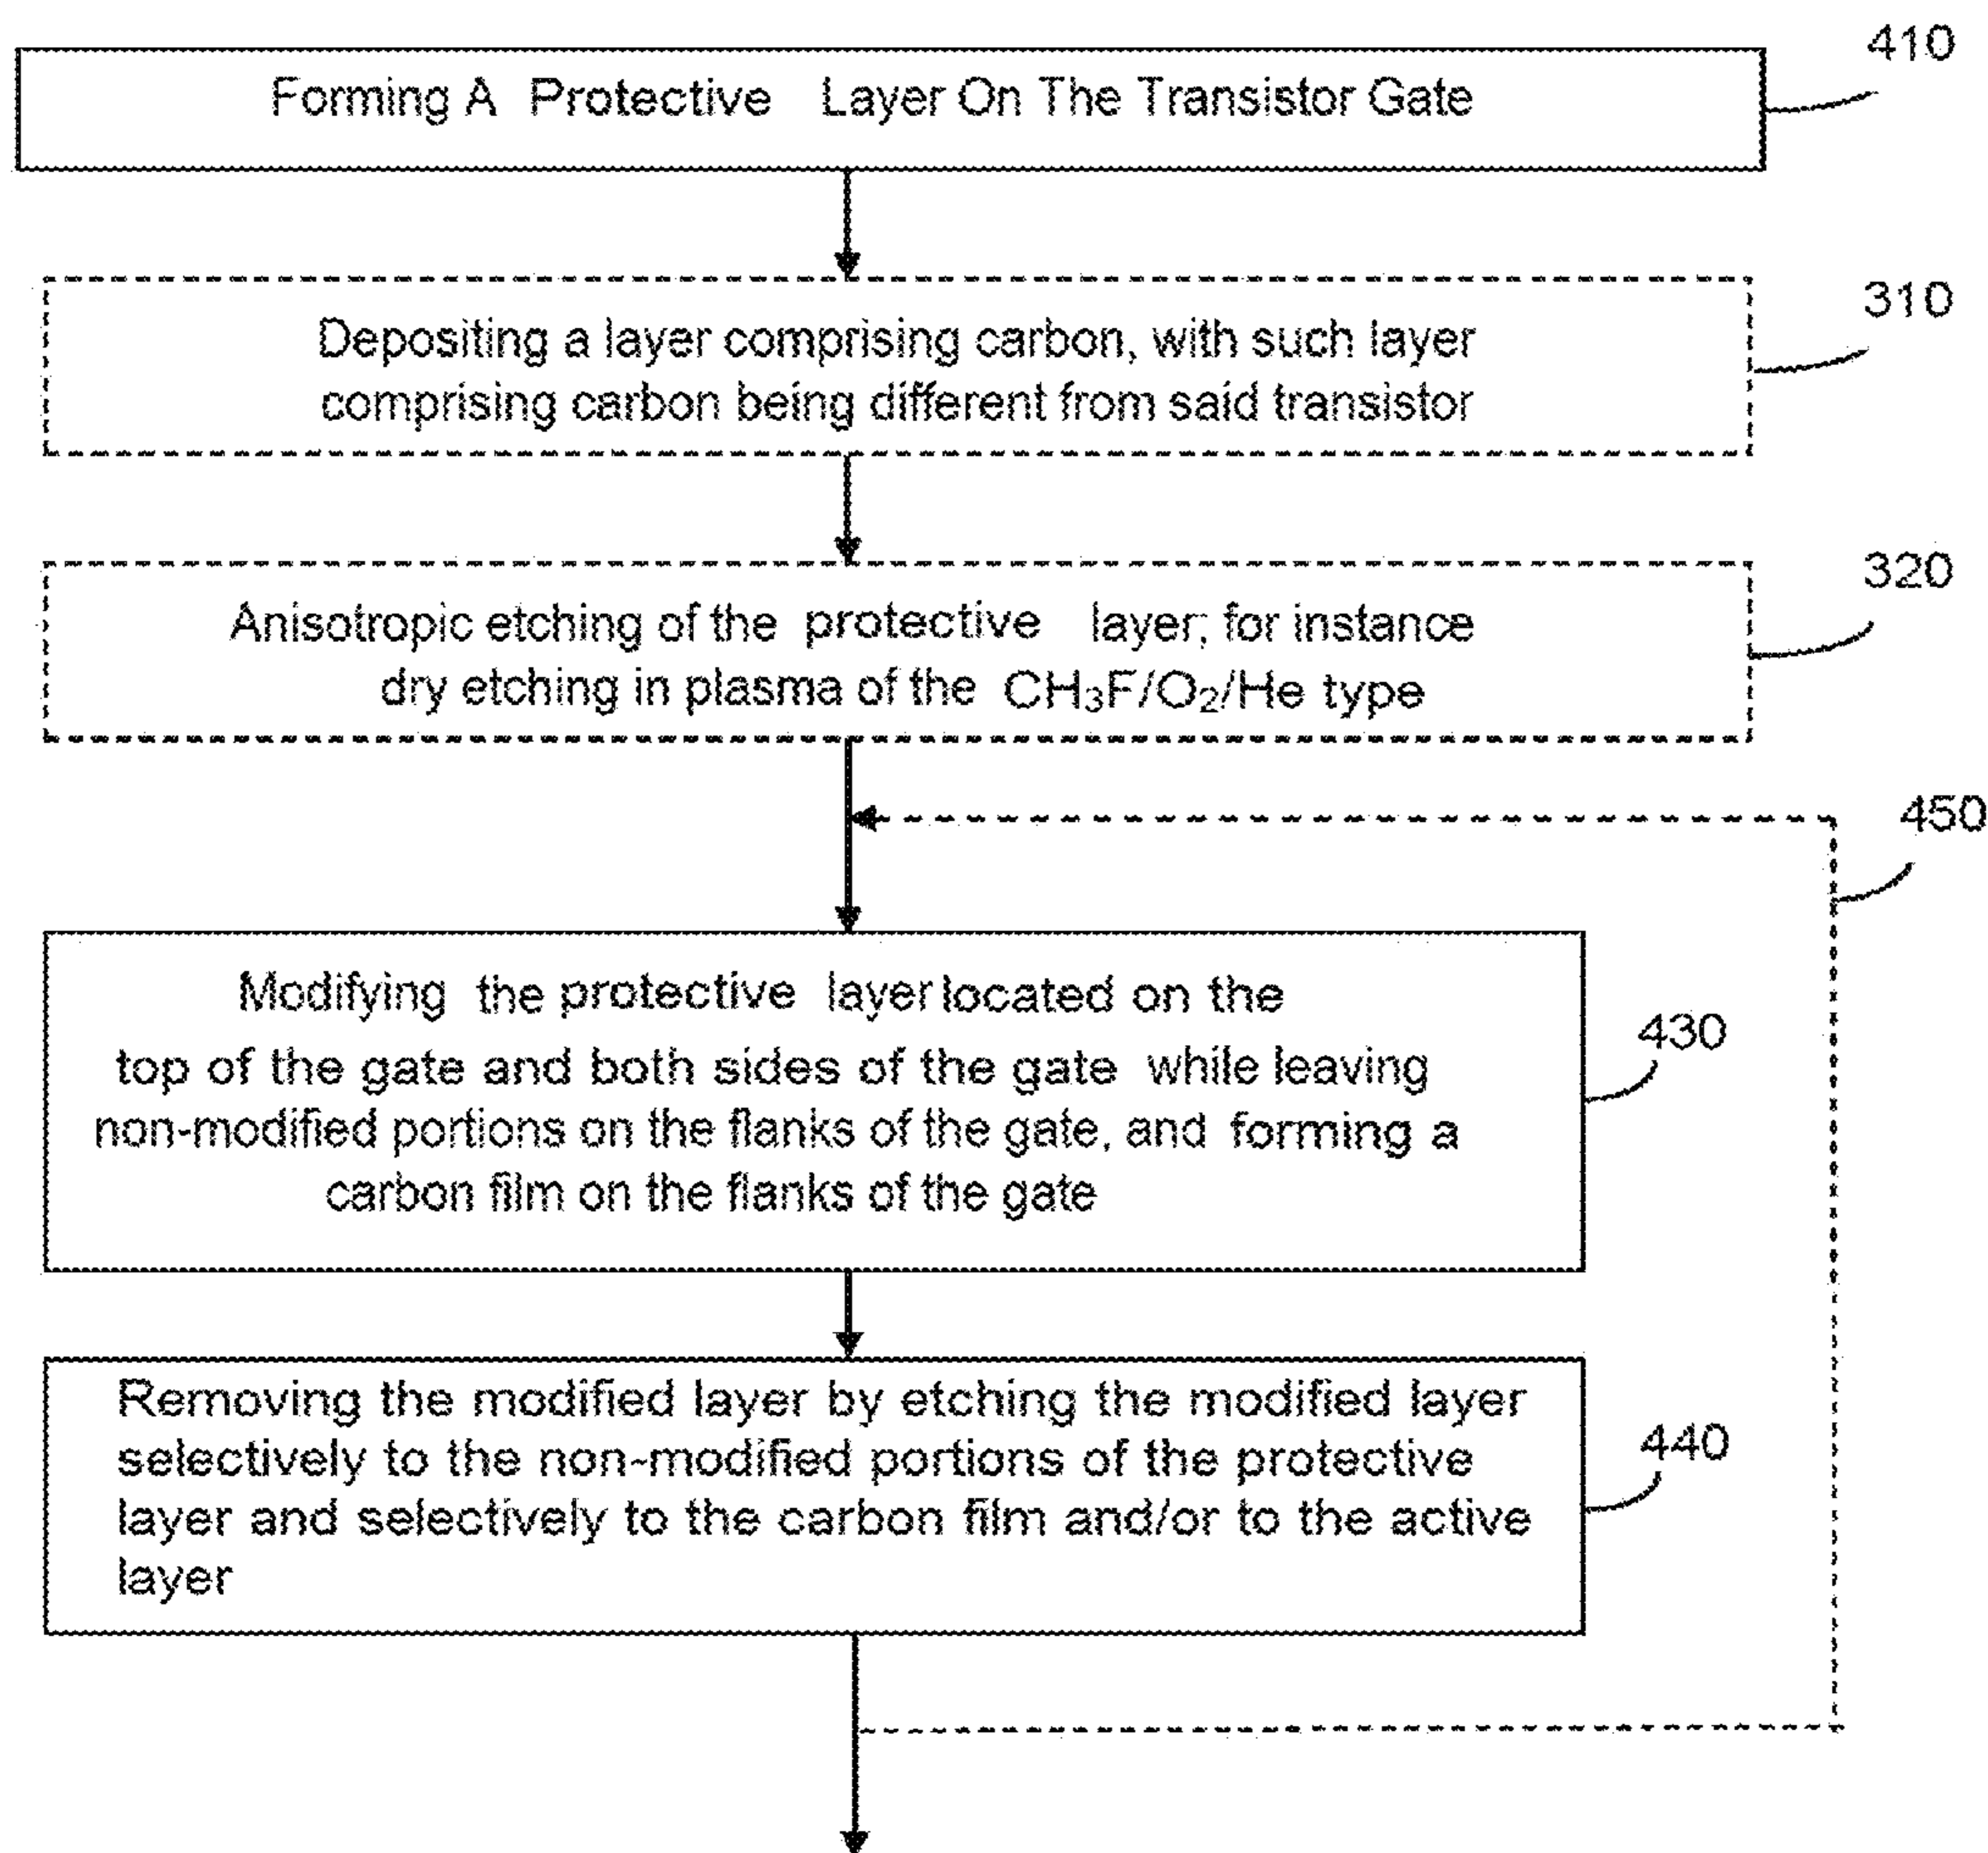 410
Forming A Protective Layer On The Transistor Gate
310
Depositing a layer comprising carbon, with such layer
comprising carbon being different from said transistor
320
Anisotropic etching of the protective layer, for instance
dry etching in plasma of the CH₃F/O₂/He type
450
Modifying the protective layer located on the
top of the gate and both sides of the gate while leaving
non-modified portions on the flanks of the gate, and forming a
carbon film on the flanks of the gate
430
Removing the modified layer by etching the modified layer
selectively to the non-modified portions of the protective
layer and selectively to the carbon film and/or to the active
layer
440